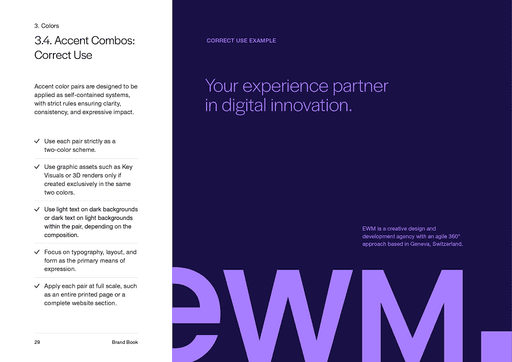 3. Colors
3.4. Accent Combos:
Correct Use
Accent color pairs are designed to be
applied as self-contained systems,
with strict rules ensuring clarity,
consistency, and expressive impact.
Use each pair strictly as a
two-color scheme.
Use graphic assets such as Key
Visuals or 3D renders only if
created exclusively in the same
two colors.
Use light text on dark backgrounds
or dark text on light backgrounds
within the pair, depending on the
composition.
Focus on typography, layout, and
form as the primary means of
expression.
Apply each pair at full scale, such
as an entire printed page or a
complete website section.
29
Brand Book
CORRECT USE EXAMPLE
Your experience partner
in digital innovation.
EWM is a creative design and
development agency with an agile 360°
approach based in Geneva, Switzerland.
ewm.